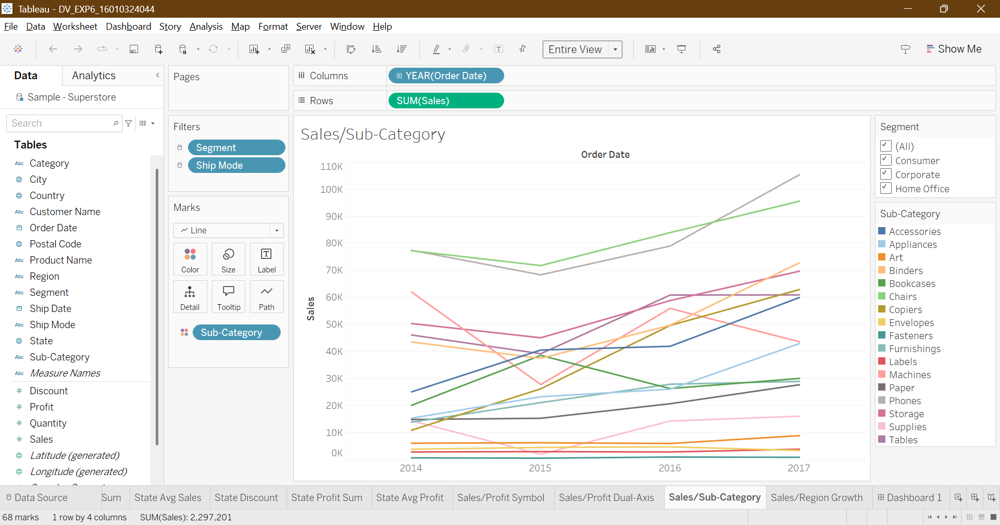 Tableau - DV_EXP6_16010324044
File Data Worksheet Dashboard Story Analysis Map Format Server Window Help
Entire View
Show Me
Data Analytics
Sample - Superstore
Search
Tables
Abc Category
City
Country
Abc Customer Name
Order Date
Postal Code
Abc Product Name
Abc Region
Abc Segment
Ship Date
Abc Ship Mode
State
Abc Sub-Category
Abc Measure Names
# Discount
# Profit
# Quantity
# Sales
Latitude (generated)
Longitude (generated)
Pages
Filters
Segment
Ship Mode
Marks
Line
Color Size Label
Detail Tooltip Path
Sub-Category
Columns YEAR(Order Date)
Rows SUM(Sales)
Sales/Sub-Category
Order Date
110K
100K
90K
80K
70K
60K
50K
40K
30K
20K
10K
0K
Sales
2014 2015 2016 2017
Segment
(All)
Consumer
Corporate
Home Office
Sub-Category
Accessories
Appliances
Art
Binders
Bookcases
Chairs
Copiers
Envelopes
Fasteners
Furnishings
Labels
Machines
Paper
Phones
Storage
Supplies
Tables
Data Source Sum State Avg Sales State Discount State Profit Sum State Avg Profit Sales/Profit Symbol Sales/Profit Dual-Axis Sales/Sub-Category Sales/Region Growth Dashboard 1
68 marks 1 row by 4 columns SUM(Sales): 2,297,201